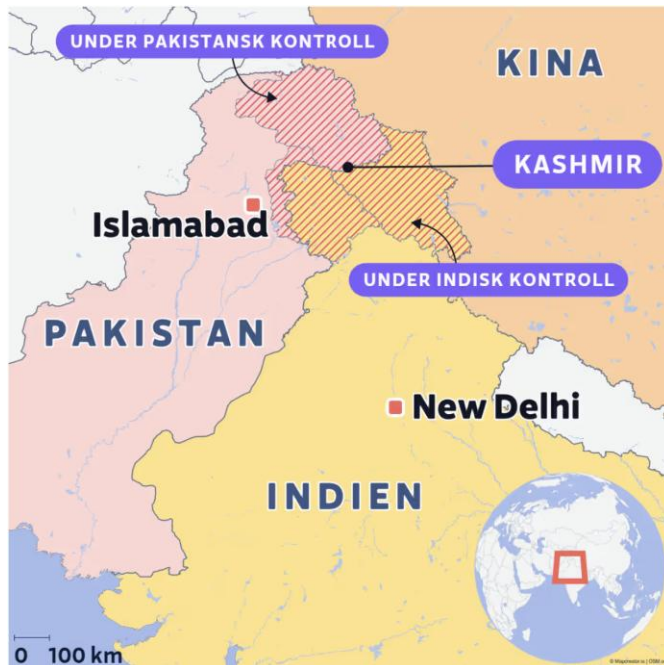 UNDER PAKISTANSK KONTROLL
KINA
KASHMIR
Islamabad
UNDER INDISK KONTROLL
PAKISTAN
New Delhi
INDIEN
0 100 km